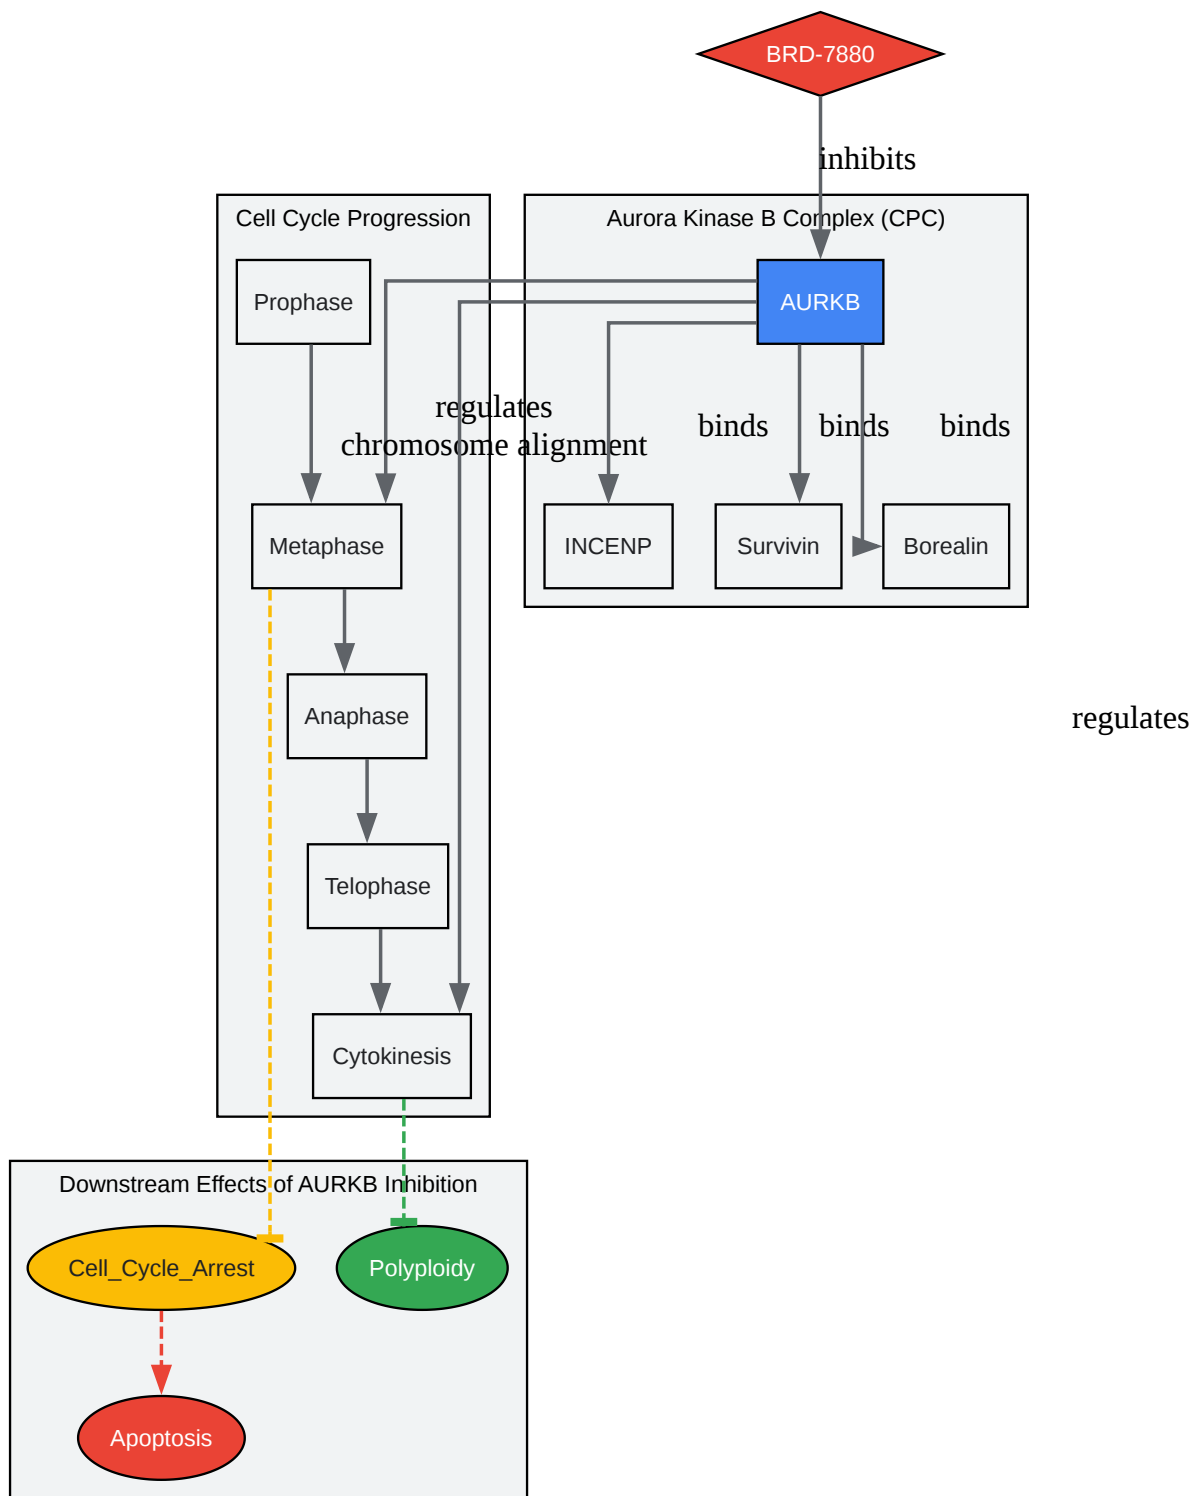 BRD-7880
inhibits
Cell Cycle Progression
Aurora Kinase B Complex (CPC)
Prophase
AURKB
regulates
chromosome alignment
binds
binds
binds
Metaphase
INCENP
Survivin
Borealin
Anaphase
regulates
Telophase
Cytokinesis
Downstream Effects of AURKB Inhibition
Cell_Cycle_Arrest
Polyploidy
Apoptosis